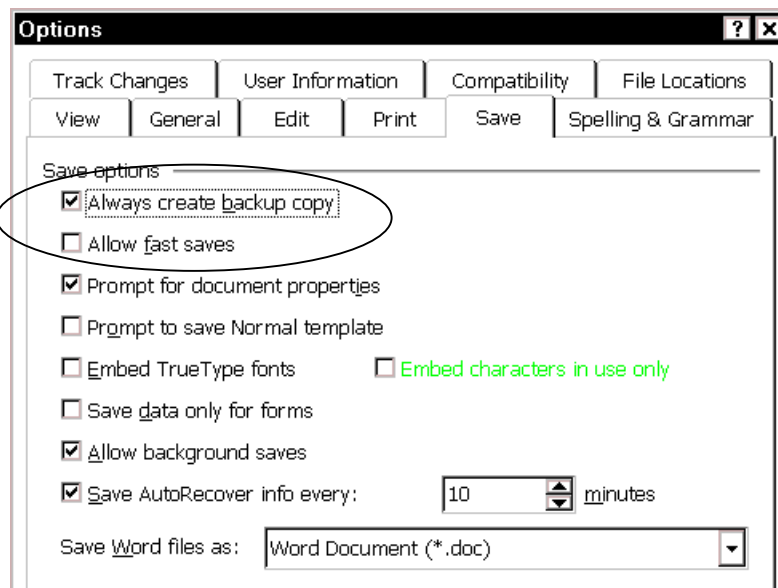 Options
Track Changes User Information Compatibility File Locations
View General Edit Print Save Spelling & Grammar
Save options
Always create backup copy
Allow fast saves
Prompt for document properties
Prompt to save Normal template
Embed TrueType fonts Embed characters in use only
Save data only for forms
Allow background saves
Save AutoRecover info every: 10 minutes
Save Word files as: Word Document (*.doc)